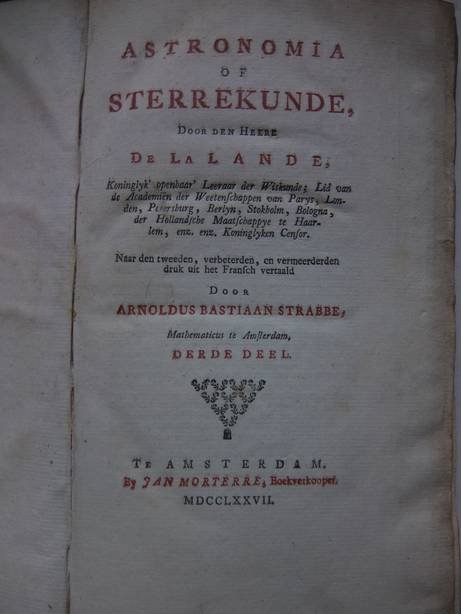 ASTRONOMIA
OF
STERREKUNDE,
DOOR DEN HEERE
DE LA LANDE,
Koninglyk' openbaar' Leeraar der Wiskunde; Lid van
de Academiën der Weetenſchappen van Parys, Lon-
den, Petersburg, Berlyn, Stokholm, Bologna,
der Hollandſche Maatſchappye te Haar-
lem, enz. enz. Koninglyken Cenſor.
Naar den tweeden, verbeterden, en vermeerderden
druk uit het Franſch vertaald
DOOR
ARNOLDUS BASTIAAN STRABBE,
Mathematicus te Amſterdam.
DERDE DEEL.
TE AMSTERDAM.
By JAN MORTERRE, Boekverkooper.
MDCCLXXVII.